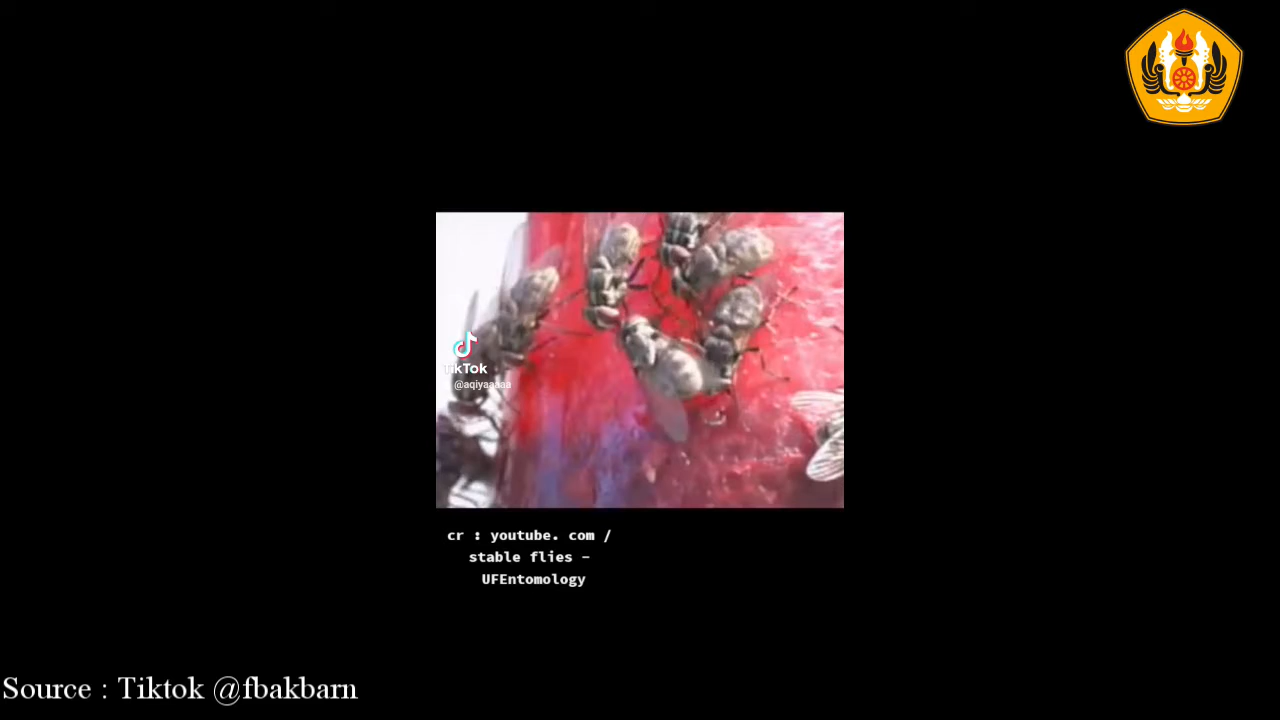 TikTok
@aqiyaaaaa
cr : youtube. com /
stable flies -
UFEntomology
Source : Tiktok @fbakbarn